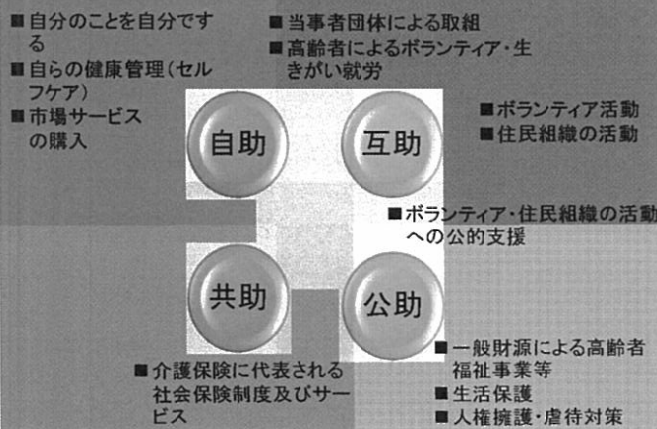 ■自分のことを自分です
る
■自らの健康管理(セル
フケア)
■市場サービス
の購入
■当事者団体による取組
■高齢者によるボランティア・生
きがい就労
■ボランティア活動
■住民組織の活動
自助
互助
■ボランティア・住民組織の活動
への公的支援
共助
公助
■介護保険に代表される
社会保険制度及びサー
ビス
■一般財源による高齢者
福祉事業等
■生活保護
■人権擁護・虐待対策